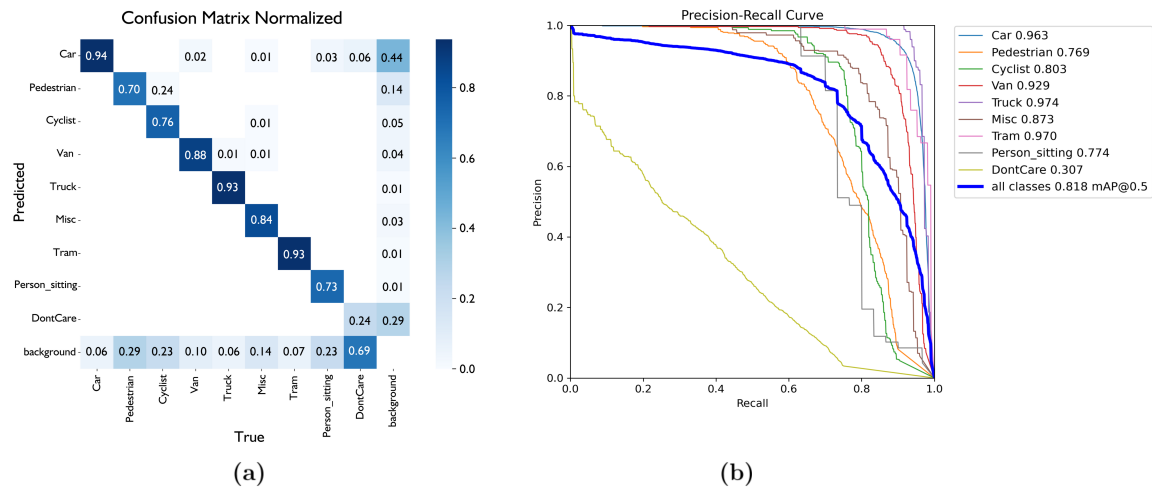 Confusion Matrix Normalized
Car
0.94
0.02
0.01
0.03
0.06
0.44
Pedestrian
0.70
0.24
0.14
Cyclist
0.76
0.01
0.05
Van
0.88
0.01
0.01
0.04
Truck
0.93
0.01
Misc
0.84
0.03
Tram
0.93
0.01
Person_sitting
0.73
0.01
DontCare
0.24
0.29
background
0.06
0.29
0.23
0.10
0.06
0.14
0.07
0.23
0.69
Predicted
Car
Pedestrian
Cyclist
Van
Truck
Misc
Tram
Person_sitting
DontCare
background
True
0.8
0.6
0.4
0.2
0.0
(a)
Precision-Recall Curve
1.0
0.8
0.6
0.4
0.2
0.0
Precision
0.0
0.2
0.4
0.6
0.8
1.0
Recall
Car 0.963
Pedestrian 0.769
Cyclist 0.803
Van 0.929
Truck 0.974
Misc 0.873
Tram 0.970
Person_sitting 0.774
DontCare 0.307
all classes 0.818 mAP@0.5
(b)